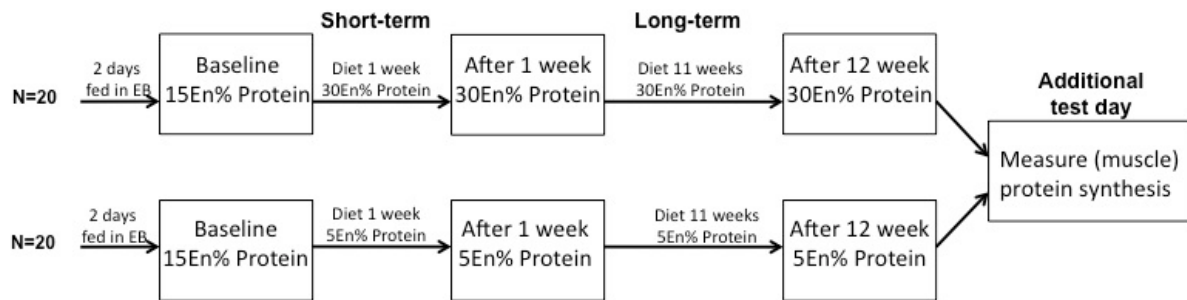 Short-term
Long-term
N=20
2 days
fed in EB
Baseline
15En% Protein
Diet 1 week
30En% Protein
After 1 week
30En% Protein
Diet 11 weeks
30En% Protein
After 12 week
30En% Protein
Additional
test day
Measure (muscle)
protein synthesis
N=20
2 days
fed in EB
Baseline
15En% Protein
Diet 1 week
5En% Protein
After 1 week
5En% Protein
Diet 11 weeks
5En% Protein
After 12 week
5En% Protein